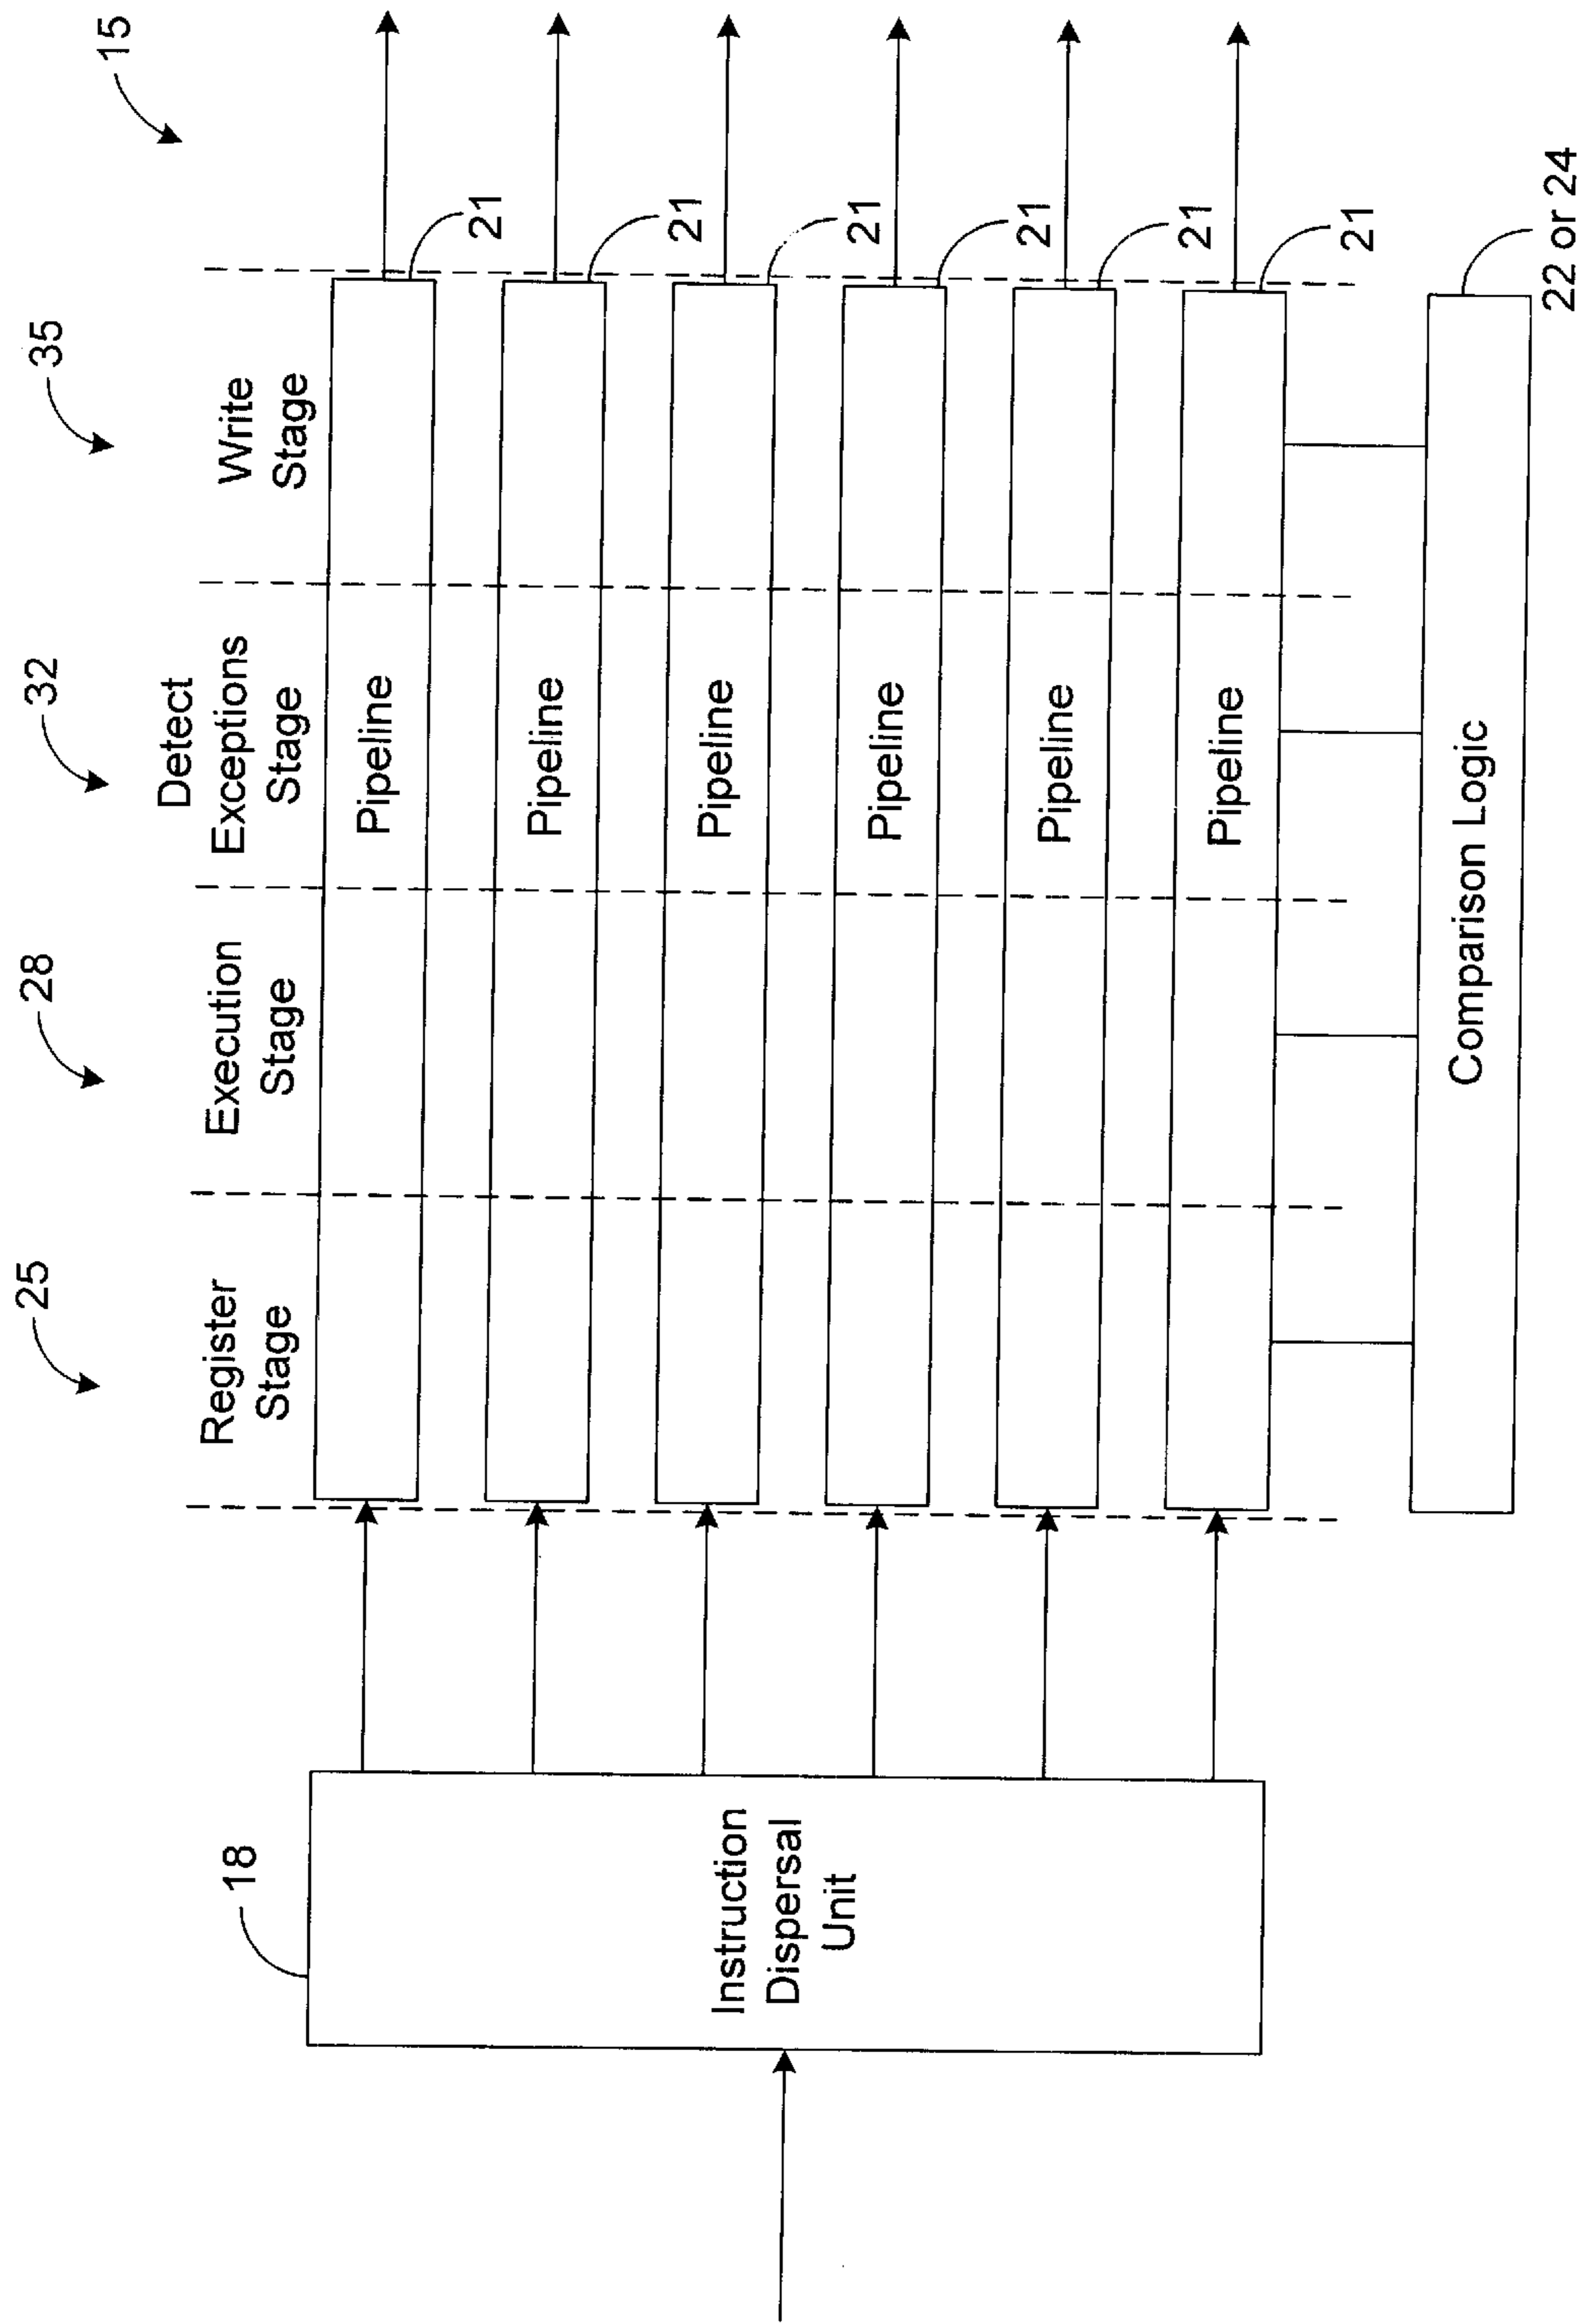 15
25
28
32
35
Register
Stage
Execution
Stage
Detect
Exceptions
Stage
Write
Stage
18
Instruction
Dispersal
Unit
Pipeline
21
Pipeline
21
Pipeline
21
Pipeline
21
Pipeline
21
Pipeline
21
Comparison Logic
22 or 24